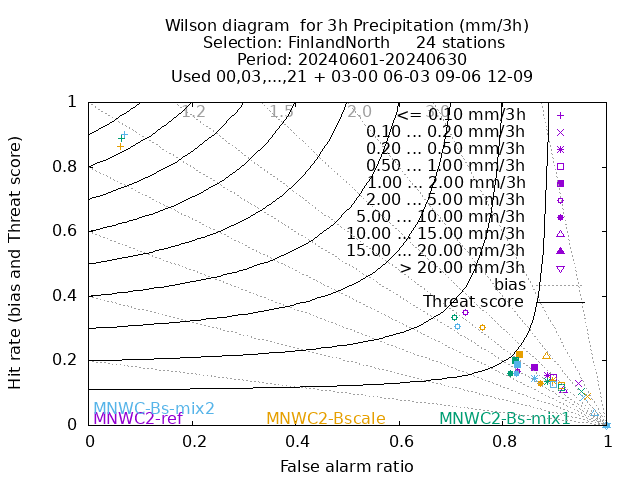 Wilson diagram  for 3h Precipitation (mm/3h)
Selection: FinlandNorth     24 stations
Period: 20240601-20240630
Used 00,03,...,21 + 03-00 06-03 09-06 12-09
1.2 1.5 2.0 3.0
<= 0.10 mm/3h
0.10 ... 0.20 mm/3h
0.20 ... 0.50 mm/3h
0.50 ... 1.00 mm/3h
1.00 ... 2.00 mm/3h
2.00 ... 5.00 mm/3h
5.00 ... 10.00 mm/3h
10.00 ... 15.00 mm/3h
15.00 ... 20.00 mm/3h
> 20.00 mm/3h
bias
Threat score
Hit rate (bias and Threat score)
1
0.8
0.6
0.4
0.2
0
MNWC-Bs-mix2
MNWC2-ref MNWC2-Bscale MNWC2-Bs-mix1
0 0.2 0.4 0.6 0.8 1
False alarm ratio